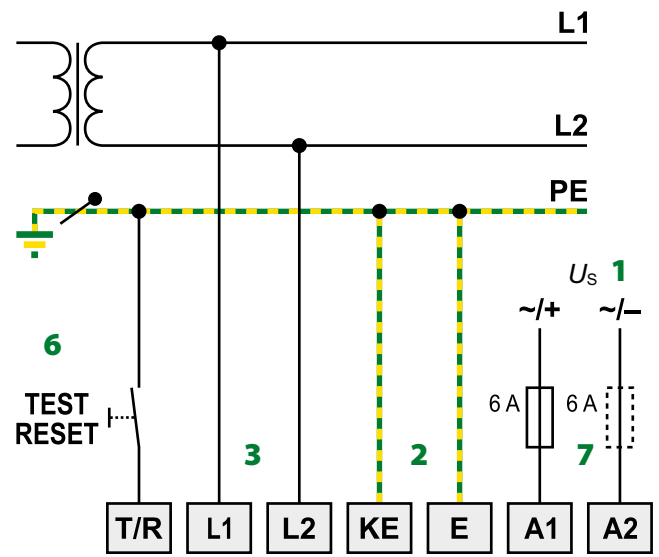 L1
L2
PE
US 1
~/+ ~/–
6
6 A 6 A
TEST
RESET
3 2 7
T/R L1 L2 KE E A1 A2